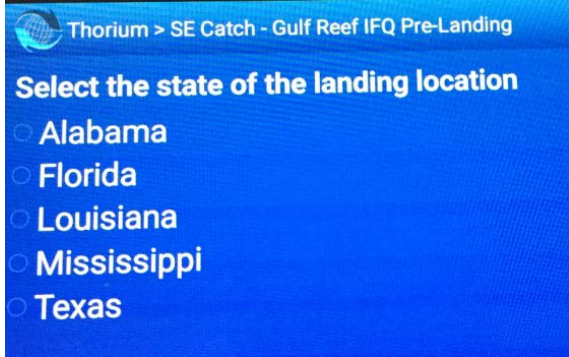 Thorium > SE Catch - Gulf Reef IFQ Pre-Landing
Select the state of the landing location
Alabama
Florida
Louisiana
Mississippi
Texas